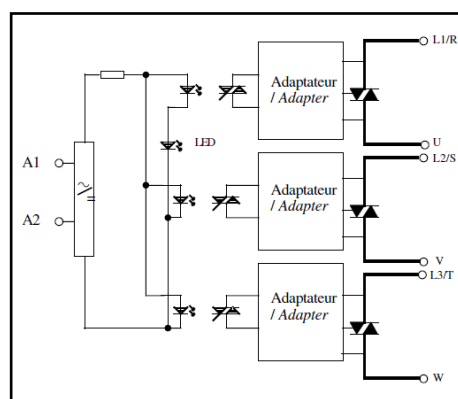 L1/R
Adaptateur
/ Adapter
U
LED
L2/S
A1
Adaptateur
/ Adapter
A2
V
L3/T
Adaptateur
/ Adapter
W